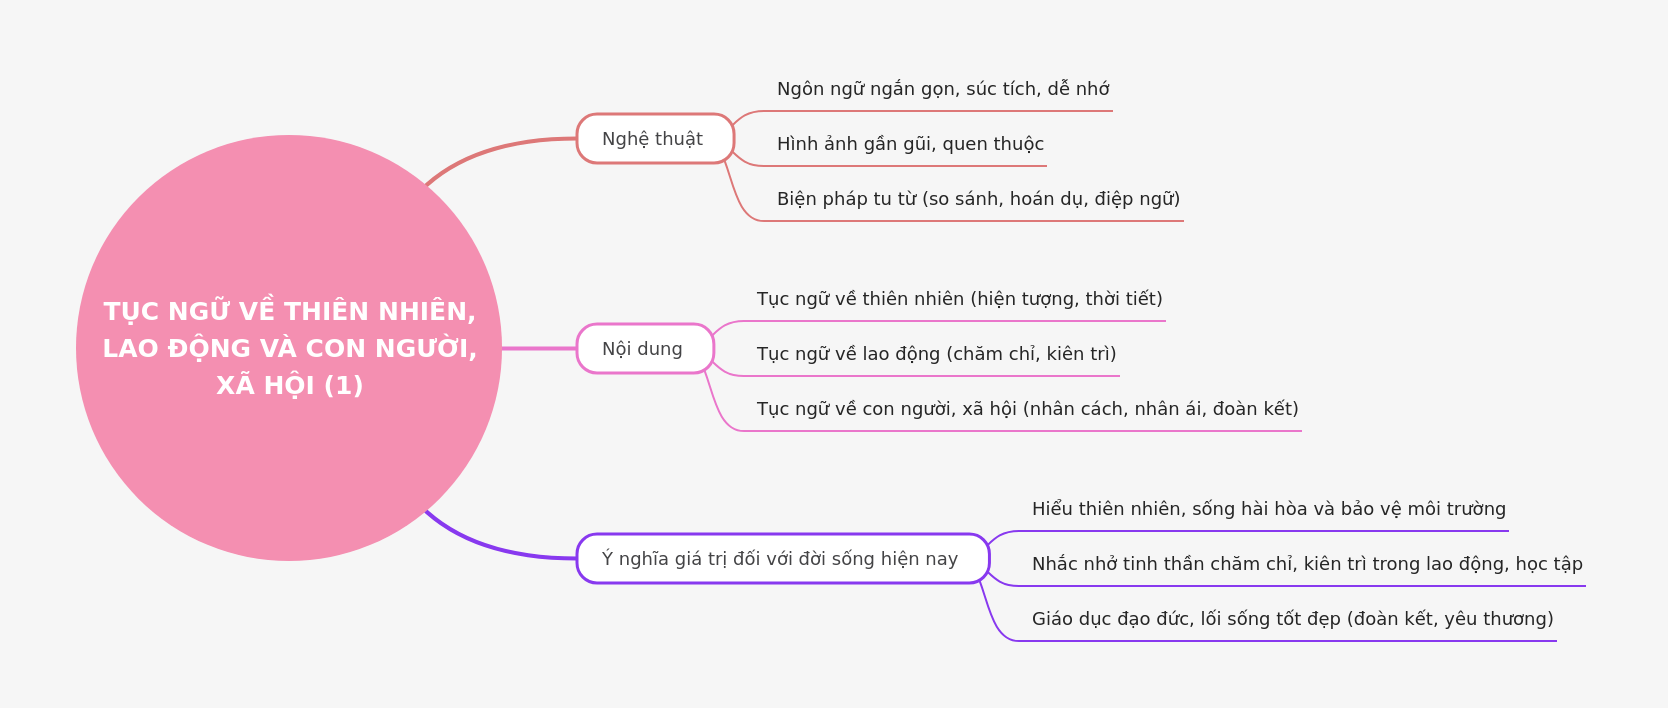 TỤC NGỮ VỀ THIÊN NHIÊN,
LAO ĐỘNG VÀ CON NGƯỜI,
XÃ HỘI (1)
Nghệ thuật
Ngôn ngữ ngắn gọn, súc tích, dễ nhớ
Hình ảnh gần gũi, quen thuộc
Biện pháp tu từ (so sánh, hoán dụ, điệp ngữ)
Nội dung
Tục ngữ về thiên nhiên (hiện tượng, thời tiết)
Tục ngữ về lao động (chăm chỉ, kiên trì)
Tục ngữ về con người, xã hội (nhân cách, nhân ái, đoàn kết)
Ý nghĩa giá trị đối với đời sống hiện nay
Hiểu thiên nhiên, sống hài hòa và bảo vệ môi trường
Nhắc nhở tinh thần chăm chỉ, kiên trì trong lao động, học tập
Giáo dục đạo đức, lối sống tốt đẹp (đoàn kết, yêu thương)